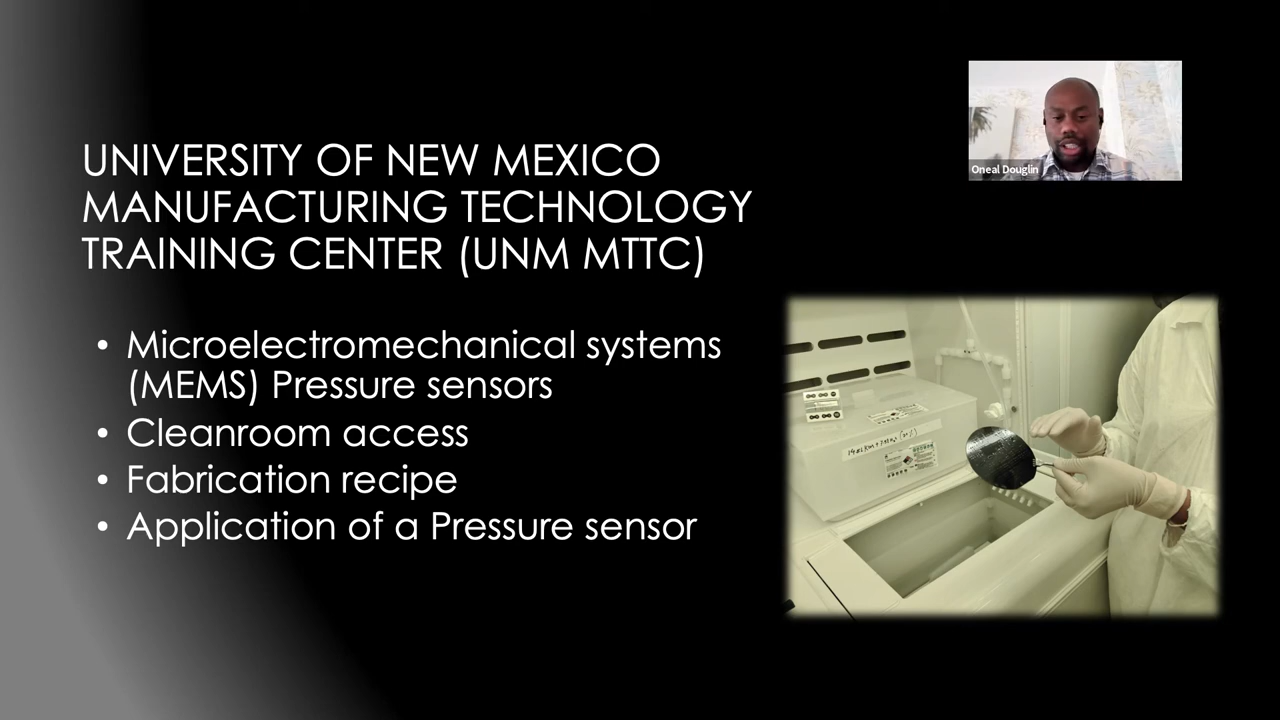 UNIVERSITY OF NEW MEXICO
MANUFACTURING TECHNOLOGY
TRAINING CENTER (UNM MTTC)
• Microelectromechanical systems
(MEMS) Pressure sensors
• Cleanroom access
• Fabrication recipe
• Application of a Pressure sensor
Oneal Douglin